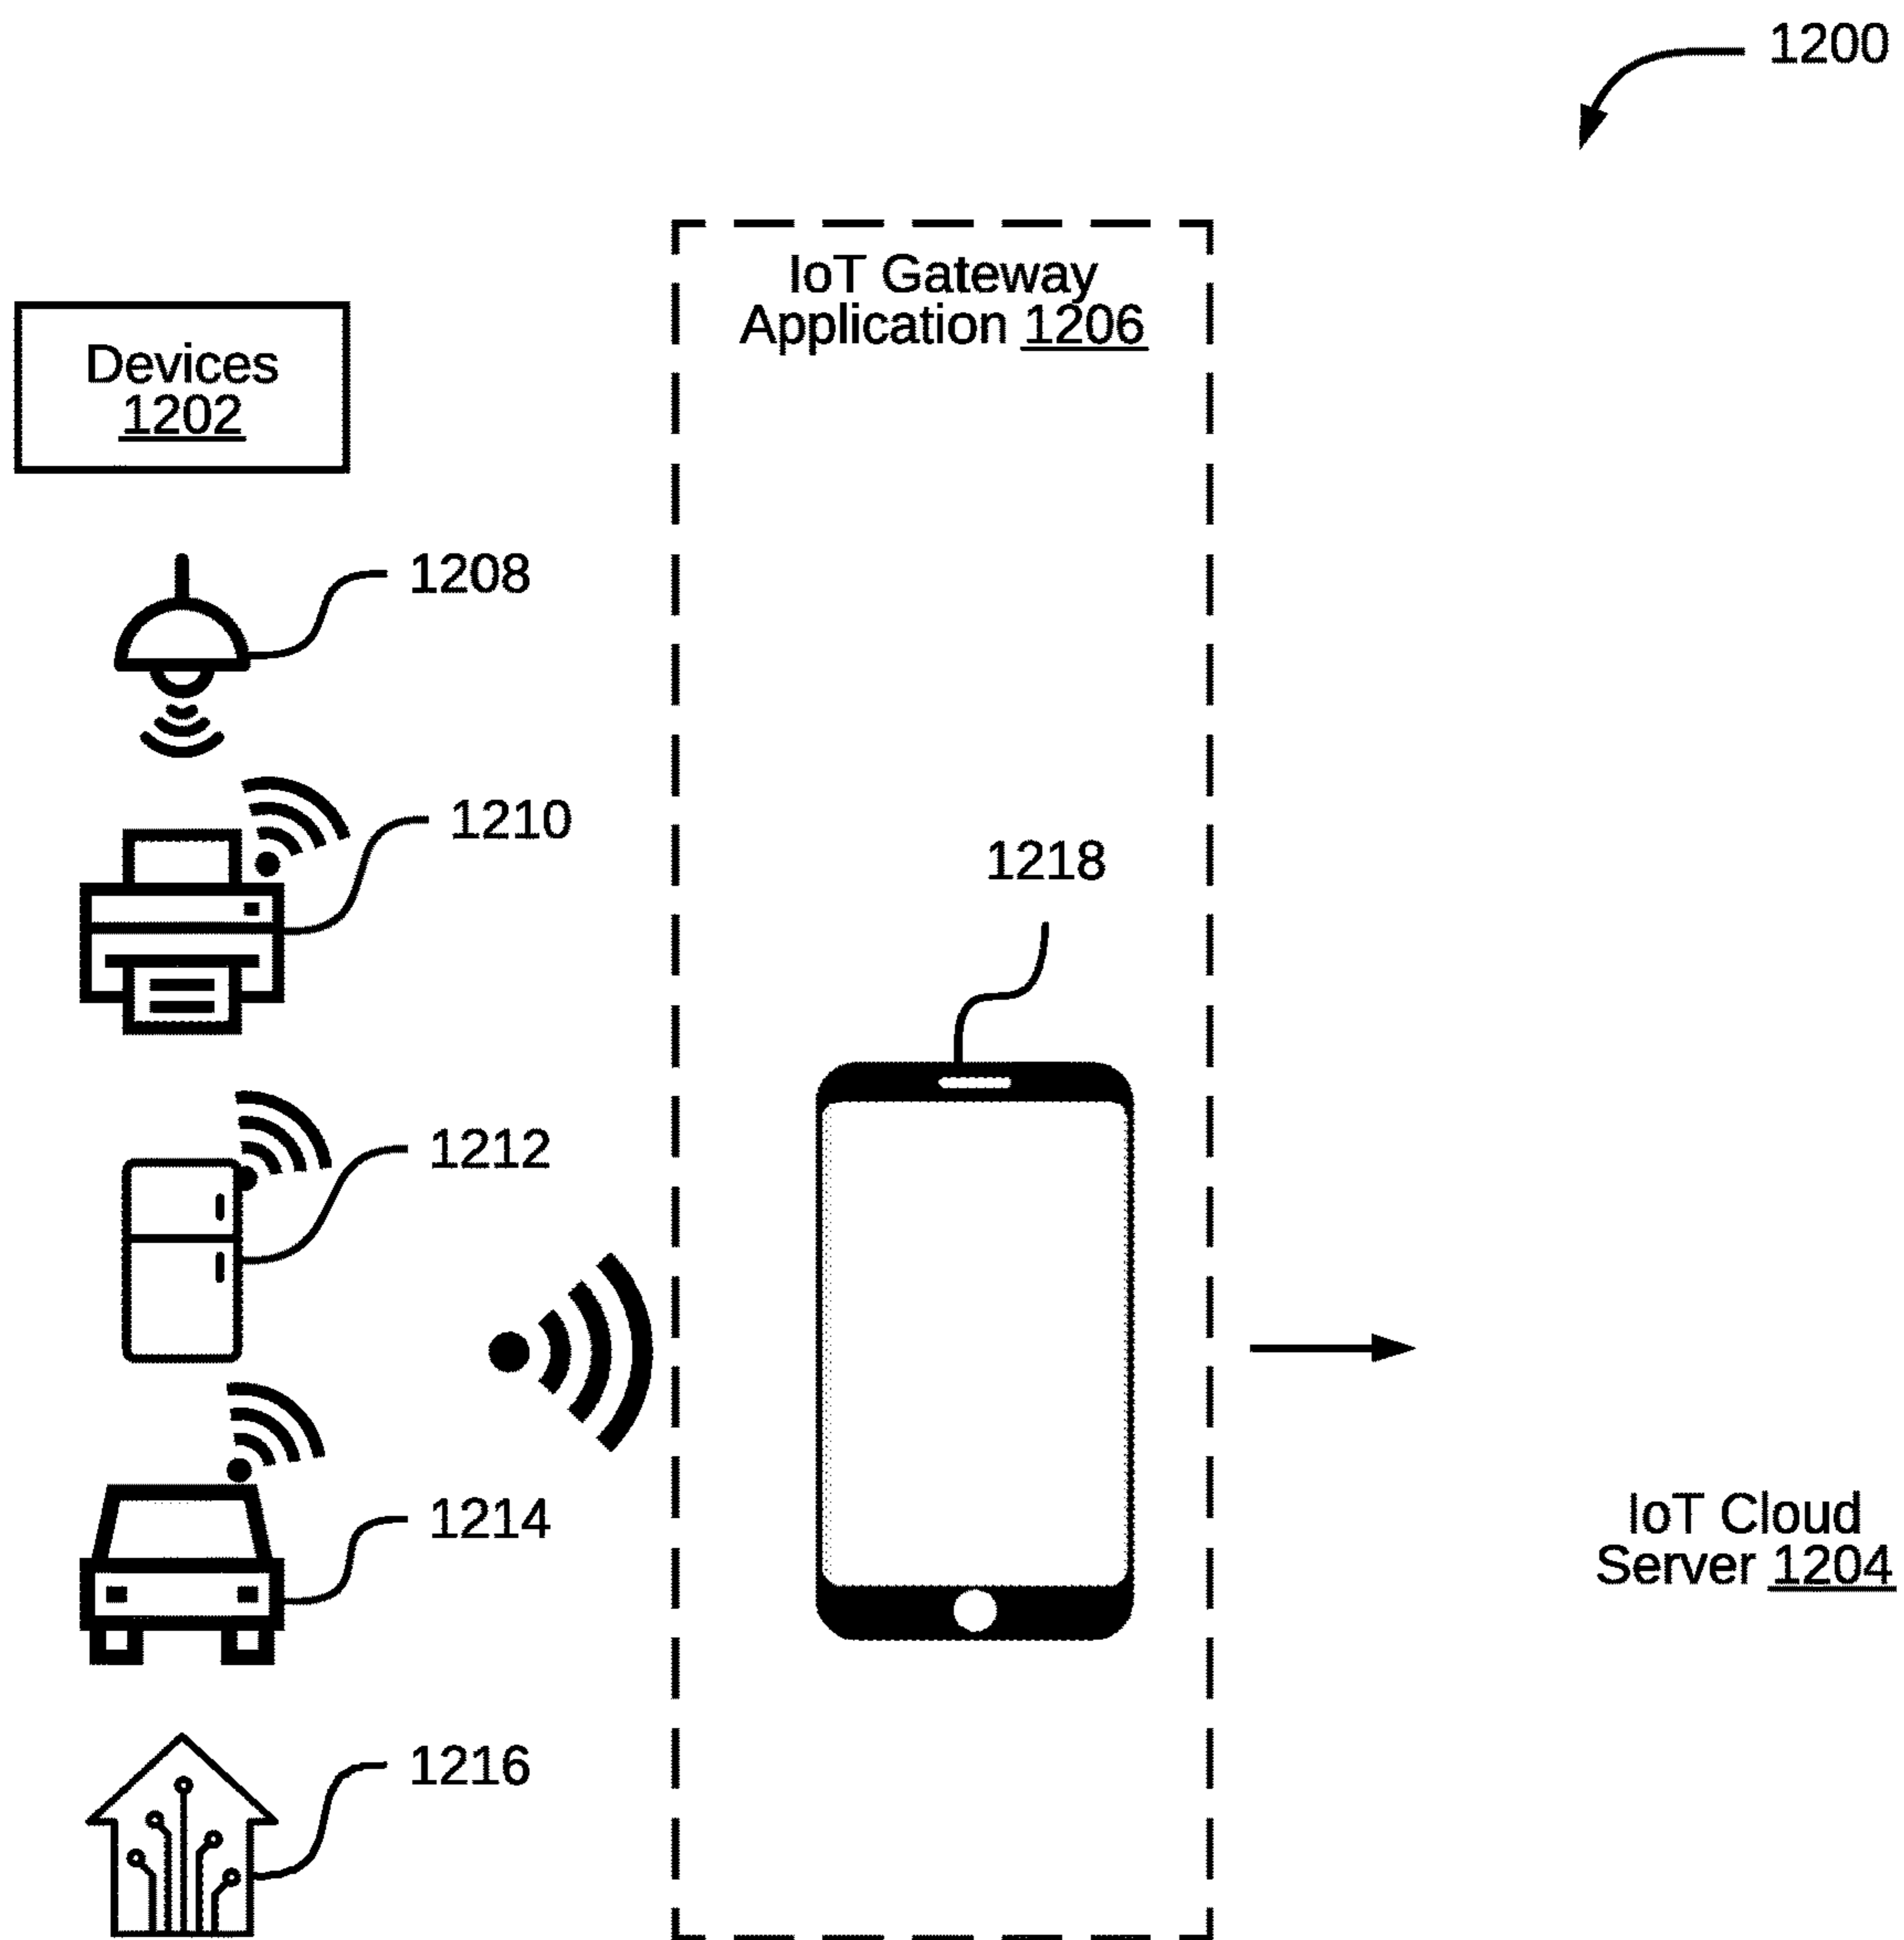 1200
IoT Gateway
Application 1206
Devices
1202
1208
1210
1218
1212
1214
IoT Cloud
Server 1204
1216